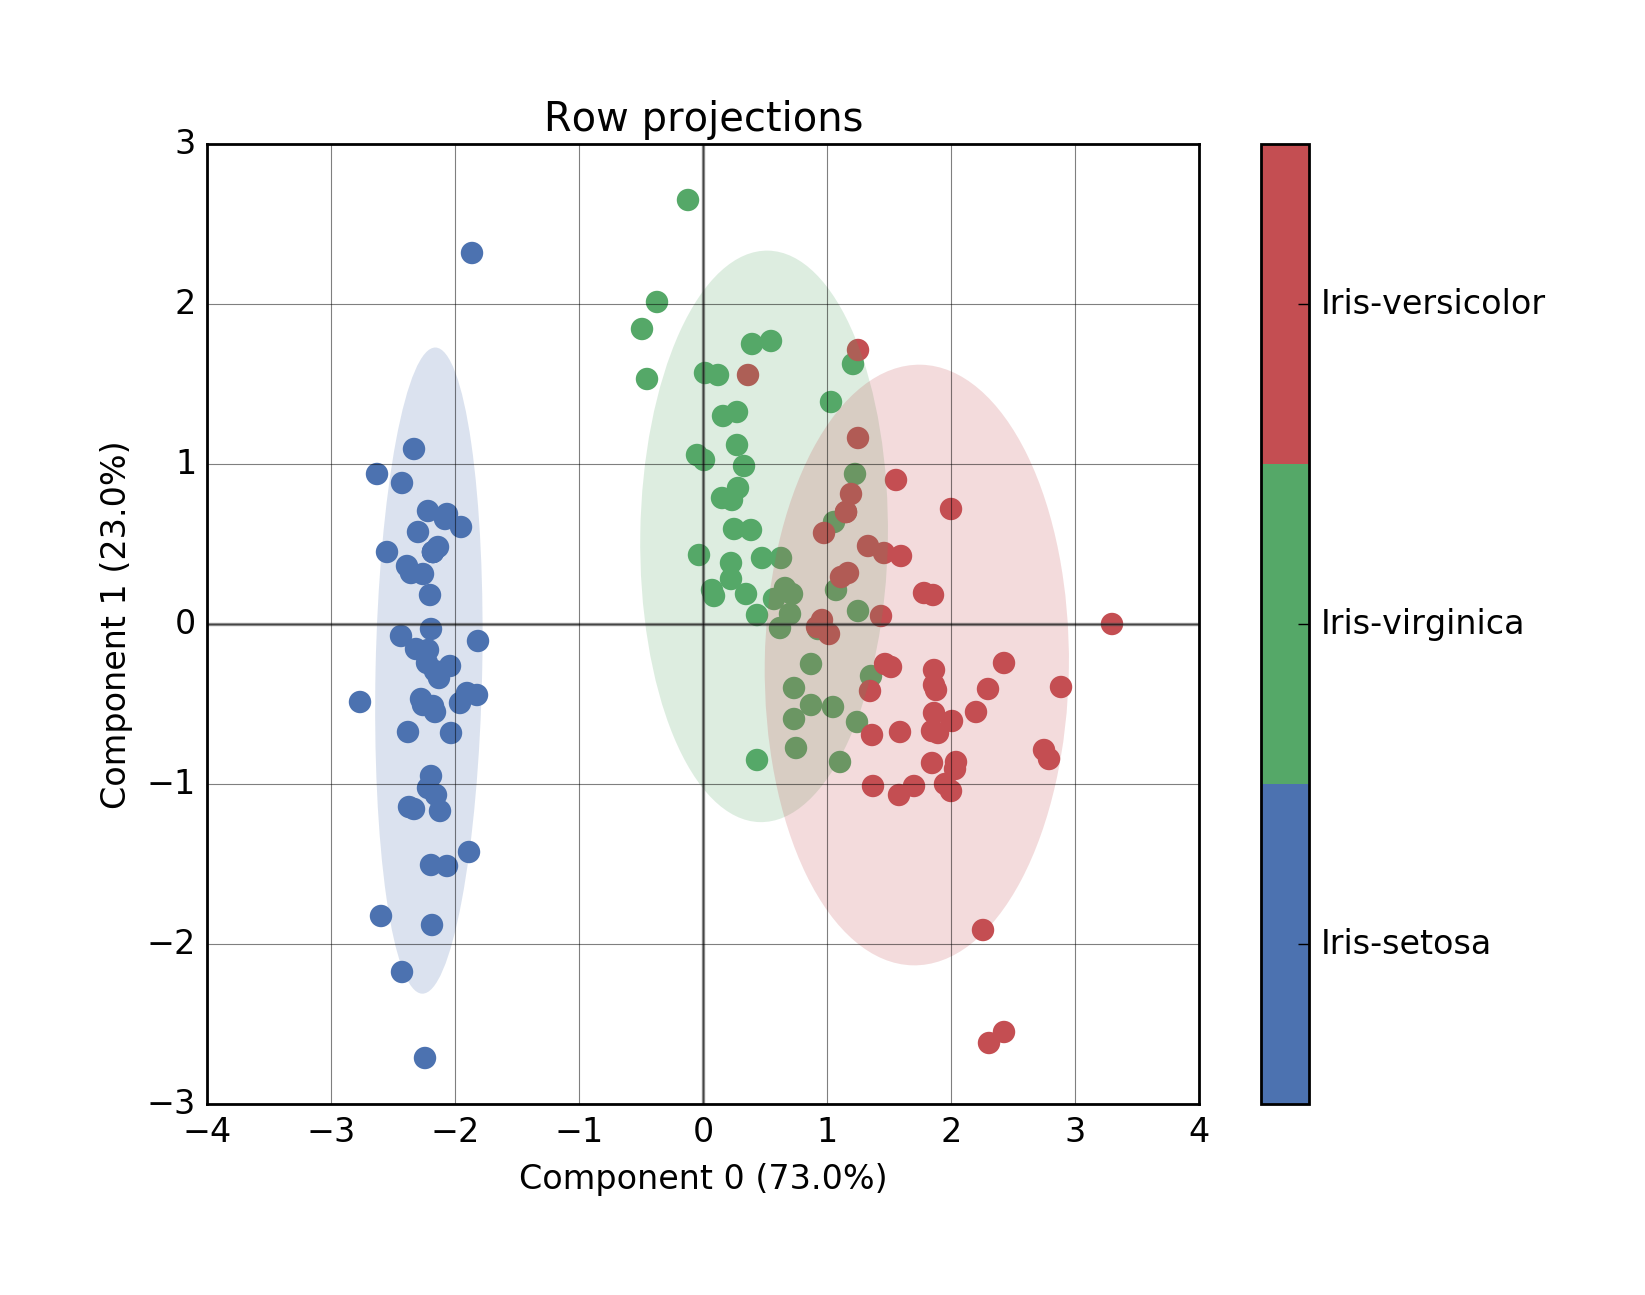 Row projections
3
2
1
0
−1
−2
−3
−4
−3
−2
−1
0
1
2
3
4
Component 0 (73.0%)
Component 1 (23.0%)
Iris-versicolor
Iris-virginica
Iris-setosa